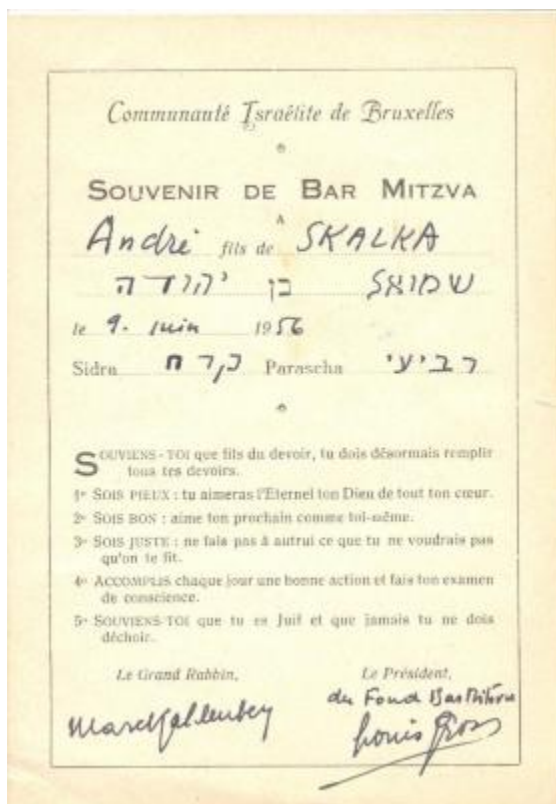 Communauté Israélite de Bruxelles
SOUVENIR DE BAR MITZVA
A
André fils de SKALKA
שמואל בן יהודה
le 9. juin 1956
Sidra קרח Parascha רביעי
SOUVIENS-TOI que fils du devoir, tu dois désormais remplir
tous tes devoirs.
1° SOIS PIEUX : tu aimeras l'Eternel ton Dieu de tout ton cœur.
2° SOIS BON : aime ton prochain comme toi-même.
3° SOIS JUSTE : ne fais pas à autrui ce que tu ne voudrais pas
qu'on te fit.
4° ACCOMPLIS chaque jour une bonne action et fais ton examen
de conscience.
5° SOUVIENS-TOI que tu es Juif et que jamais tu ne dois
déchoir.
Le Grand Rabbin, Le Président,
du Fond Bar Mitzva
Louis